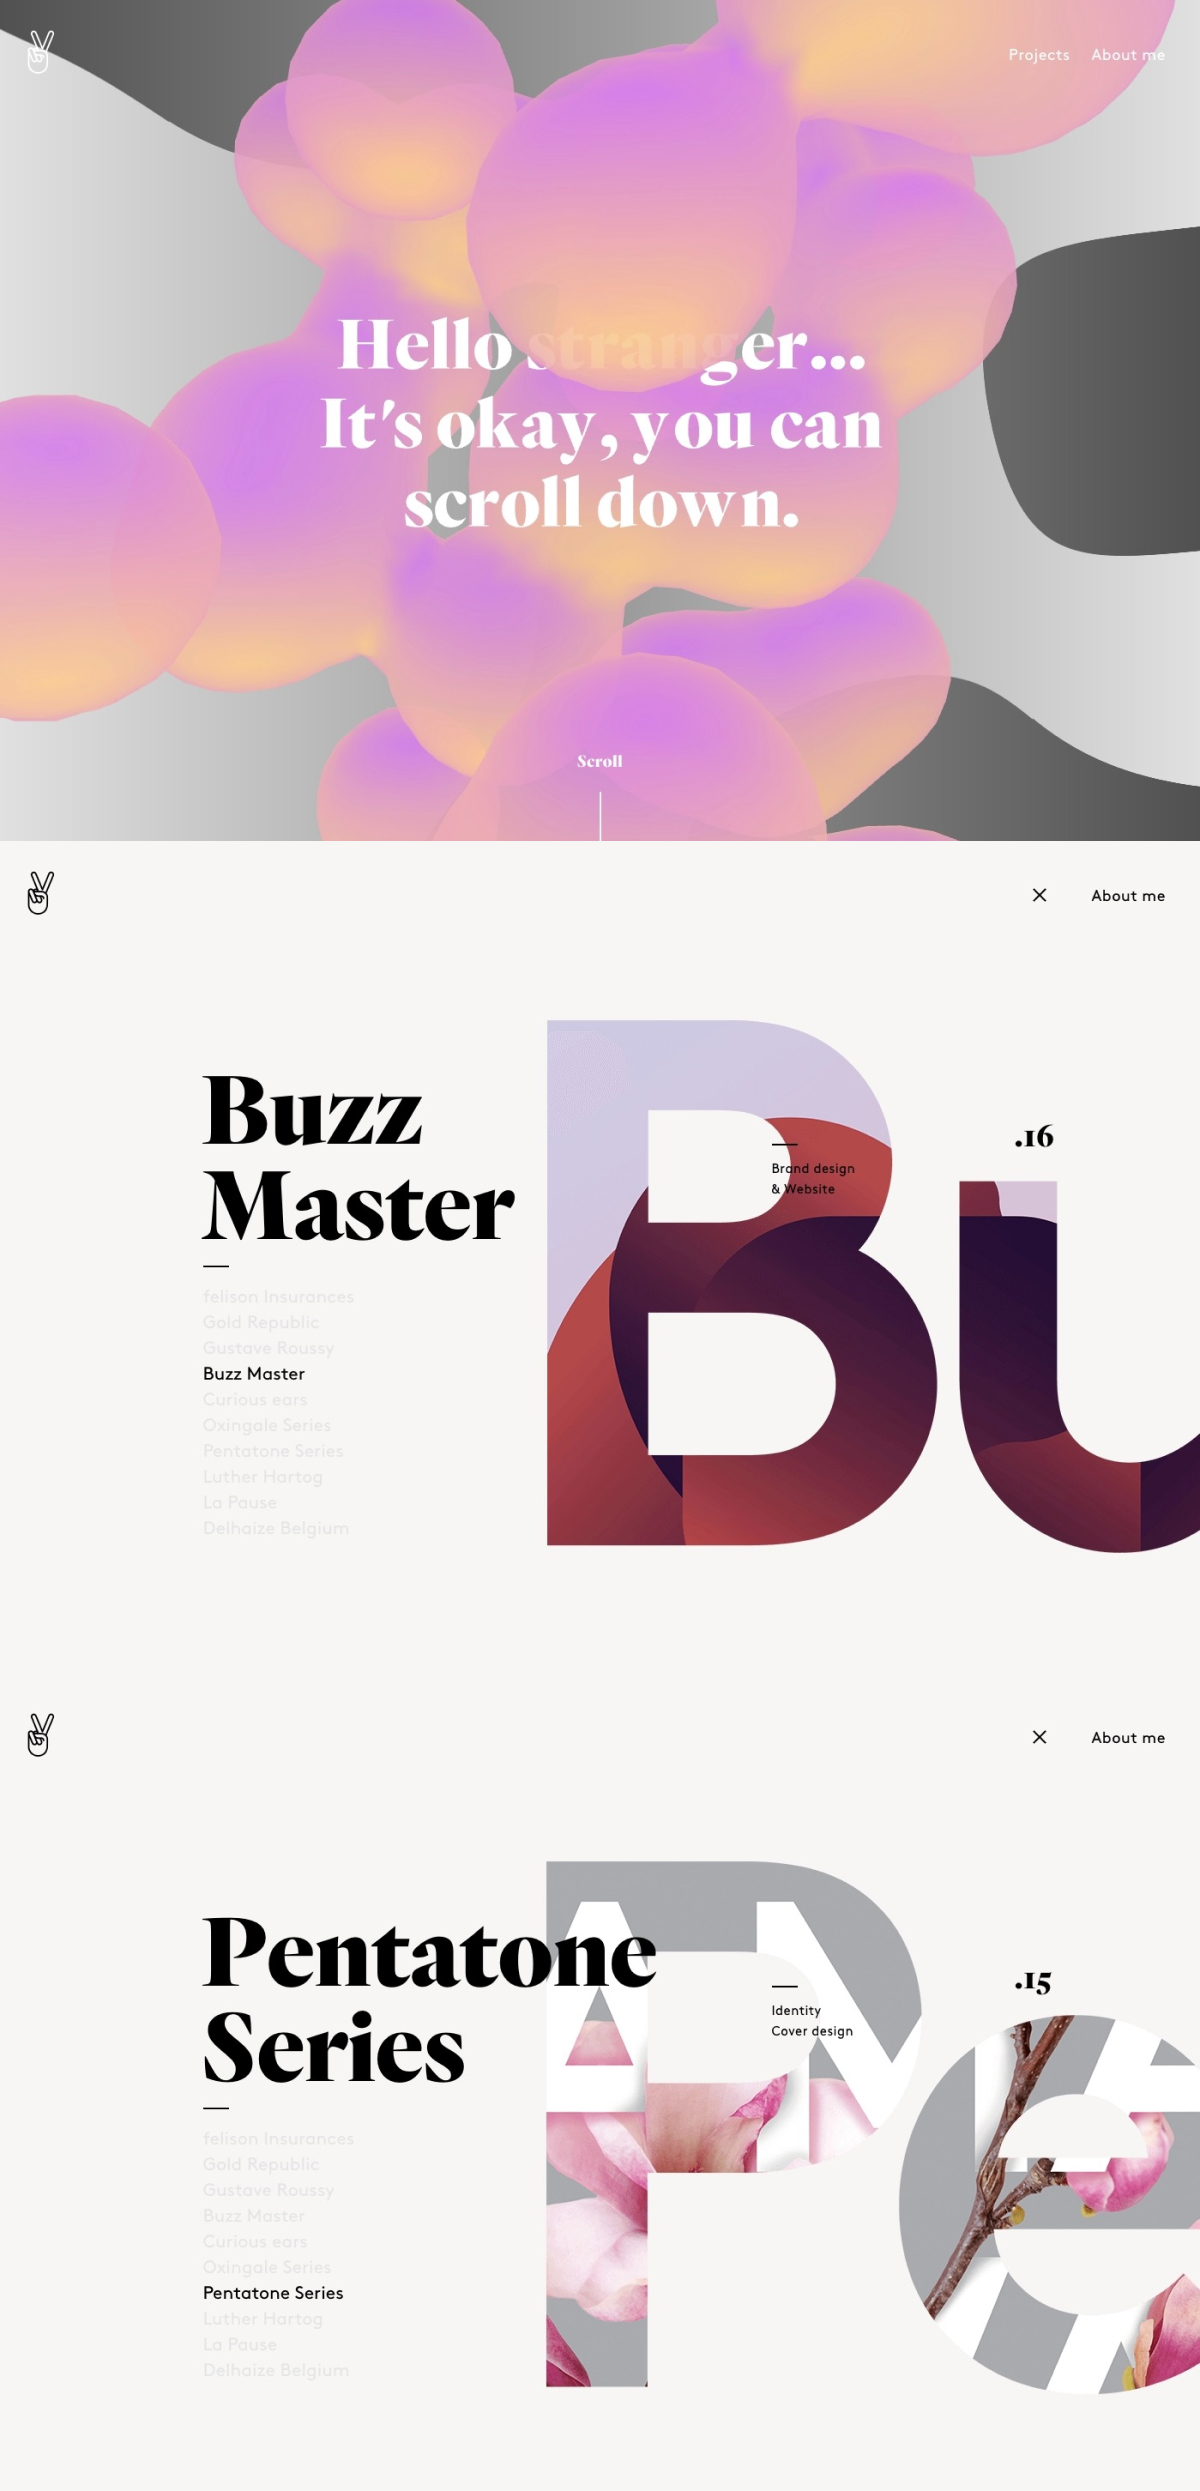 Projects About me
Hello stranger...
It's okay, you can
scroll down.
Scroll
About me
Buzz
Master
Bu
Brand design
& Website
.16
felison Insurances
Gold Republic
Gustave Roussy
Buzz Master
Curious ears
Oxingale Series
Pentatone Series
Luther Hartog
La Pause
Delhaize Belgium
About me
Pentatone
Series
Pe
Identity
Cover design
.15
felison Insurances
Gold Republic
Gustave Roussy
Buzz Master
Curious ears
Oxingale Series
Pentatone Series
Luther Hartog
La Pause
Delhaize Belgium